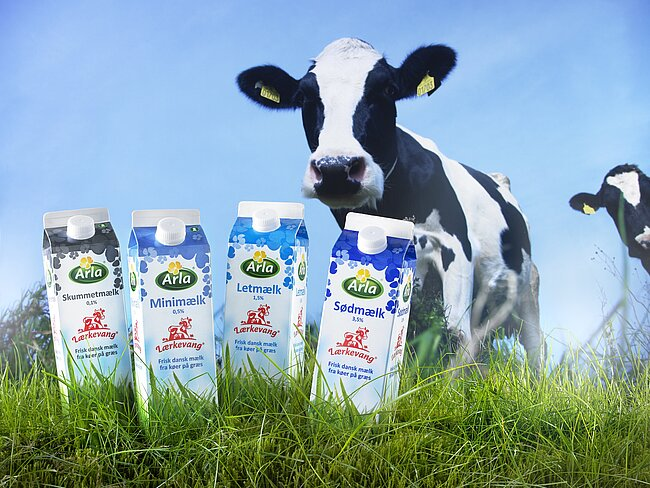 Arla
Skummetmælk
0,1%
Lærkevang
Frisk dansk mælk
fra køer på græs
Arla
Minimælk
0,5%
Lærkevang
Frisk dansk mælk
fra køer på græs
Arla
Letmælk
1,5%
Lærkevang
Frisk dansk mælk
fra køer på græs
Arla
Sødmælk
3,5%
Lærkevang
Frisk dansk mælk
fra køer på græs